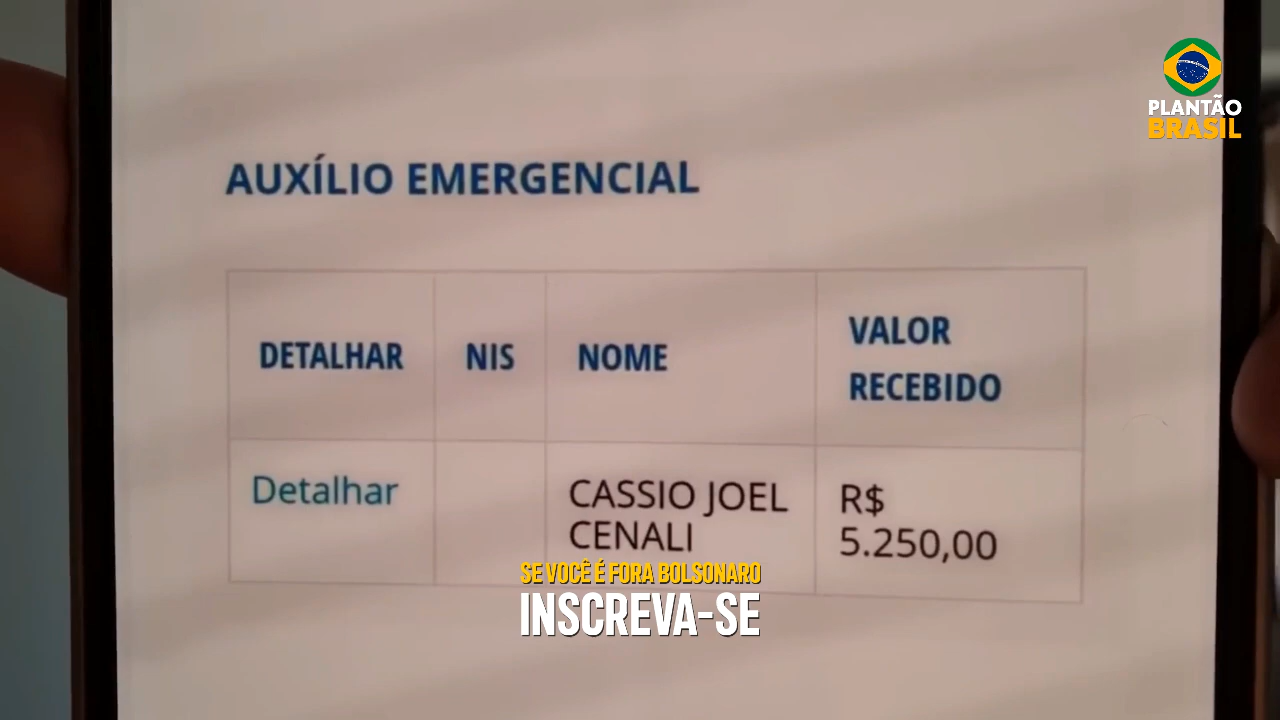 PLANTÃO
BRASIL
AUXÍLIO EMERGENCIAL
DETALHAR
NIS
NOME
VALOR
RECEBIDO
Detalhar
CASSIO JOEL
CENALI
R$
5.250,00
SE VOCÊ É FORA BOLSONARO
INSCREVA-SE